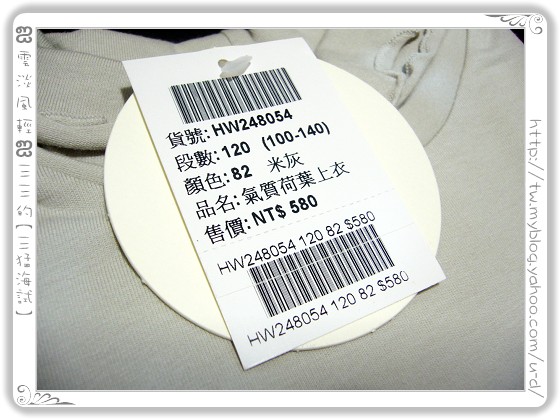 貨號: HW248054
段數: 120 (100-140)
顏色: 82 米灰
品名: 氣質荷葉上衣
售價: NT$ 580
HW248054 120 82 $580
HW248054 120 82 $580
雲淡風輕 三三的【三猛海試】
http://tw.myblog.yahoo.com/u-d/